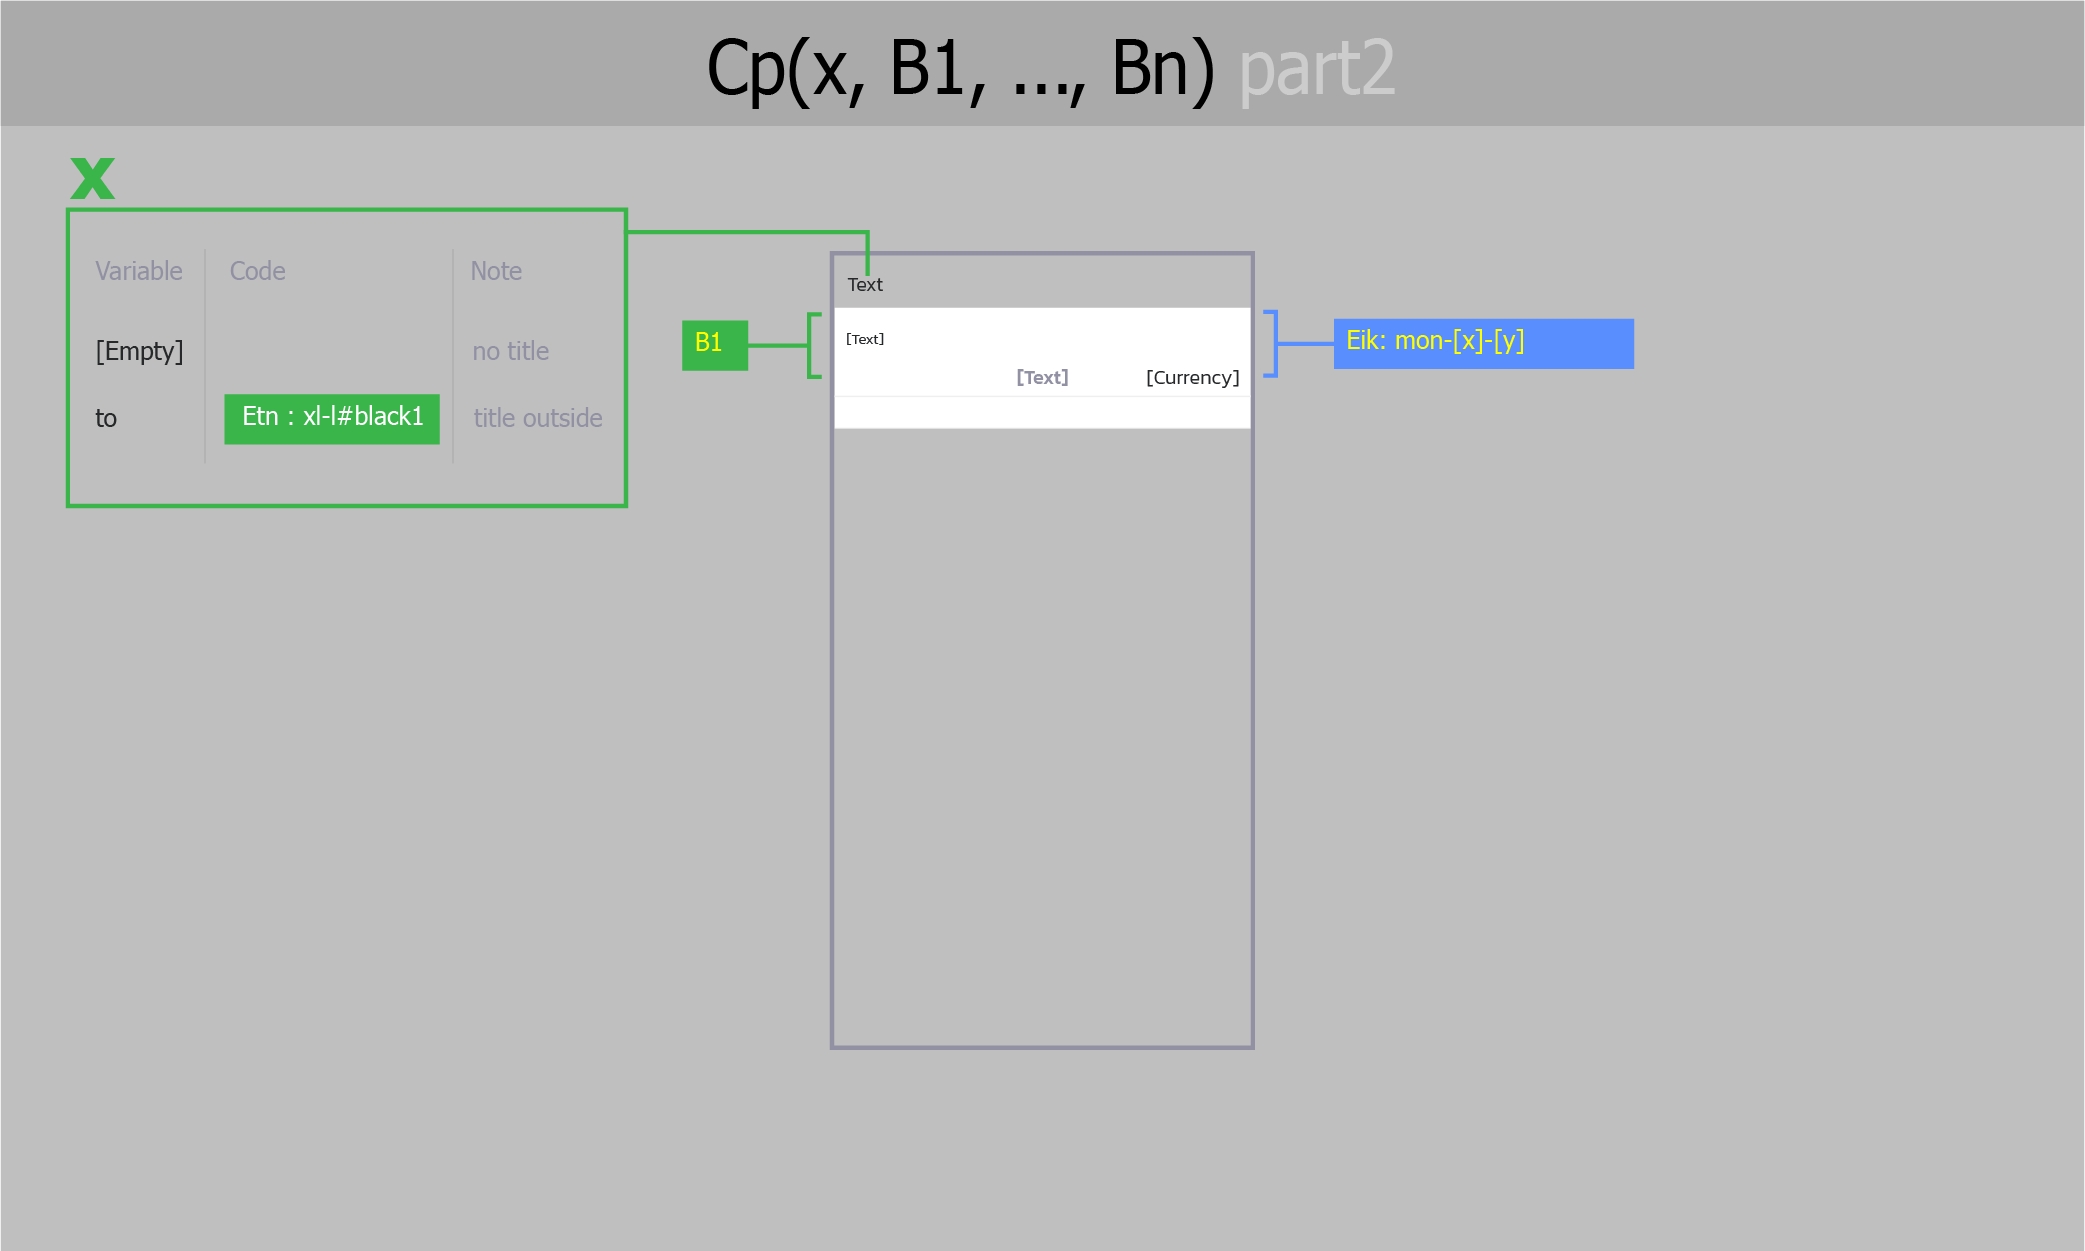 Cp(x, B1, ..., Bn) part2
x
Variable Code Note
[Empty] no title
to Etn : xl-l#black1 title outside
Text
B1
[Text]
[Text] [Currency]
Eik: mon-[x]-[y]